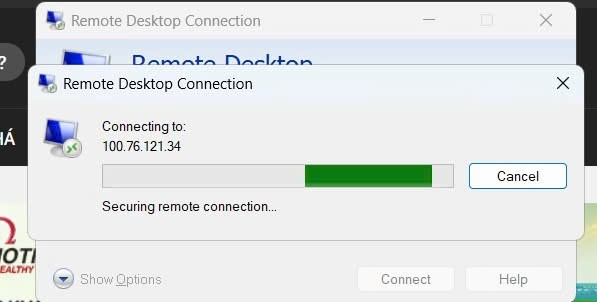 Remote Desktop Connection
?
Remote Desktop
Remote Desktop Connection
Connecting to:
100.76.121.34
HÁ
Cancel
Securing remote connection...
Show Options
Connect
Help